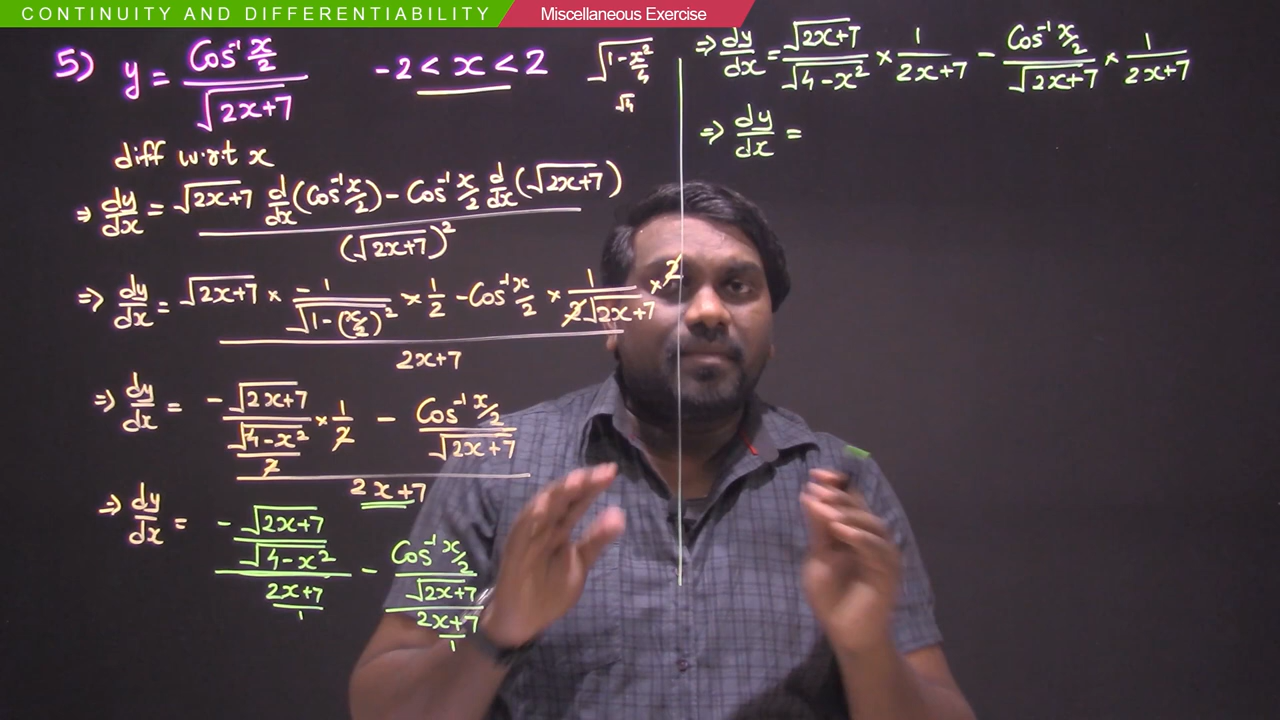 CONTINUITY AND DIFFERENTIABILITY
Miscellaneous Exercise
5) y = Cos⁻¹ x/2 / √(2x+7)    -2 < x < 2    √(1-x²/4)
√4
diff w.r.t x
⇒ dy/dx = (√(2x+7) d/dx (Cos⁻¹ x/2) - Cos⁻¹ x/2 d/dx (√(2x+7))) / (√(2x+7))²
⇒ dy/dx = (√(2x+7) × -1/√(1-(x/2)²) × 1/2 - Cos⁻¹ x/2 × 1/(2√(2x+7)) × 2) / (2x+7)
⇒ dy/dx = (-√(2x+7) / (√(4-x²)/2) × 1/2 - Cos⁻¹ x/2 / √(2x+7)) / (2x+7)
⇒ dy/dx = (-√(2x+7)/√(4-x²)) / ((2x+7)/1) - (Cos⁻¹ x/2 / √(2x+7)) / ((2x+7)/1)
⇒ dy/dx = √(2x+7)/√(4-x²) × 1/(2x+7) - Cos⁻¹ x/2 / √(2x+7) × 1/(2x+7)
⇒ dy/dx =